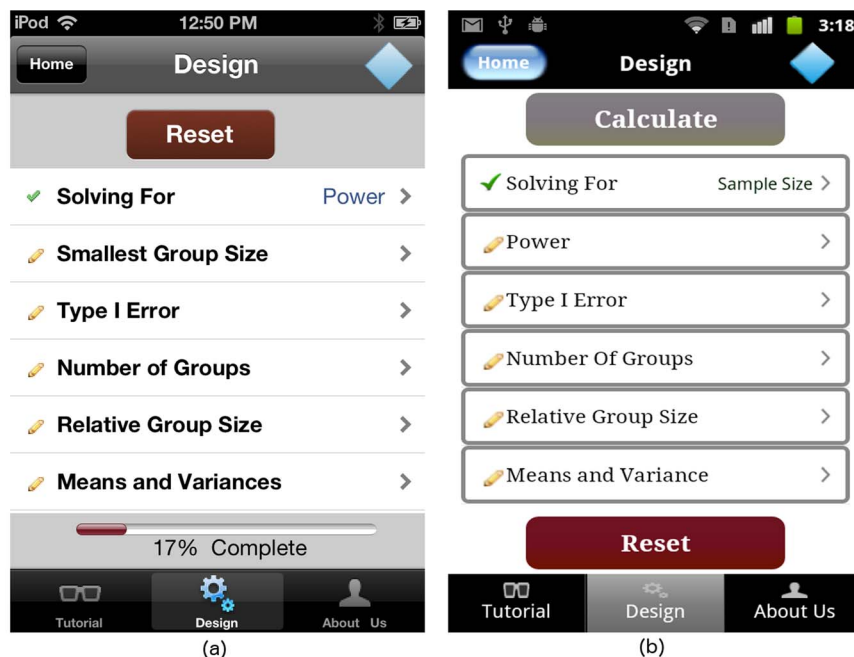 iPod 12:50 PM
Home Design
Reset
Solving For Power
Smallest Group Size
Type I Error
Number of Groups
Relative Group Size
Means and Variances
17% Complete
Tutorial Design About Us
(a)
3:18
Home Design
Calculate
Solving For Sample Size
Power
Type I Error
Number Of Groups
Relative Group Size
Means and Variance
Reset
Tutorial Design About Us
(b)